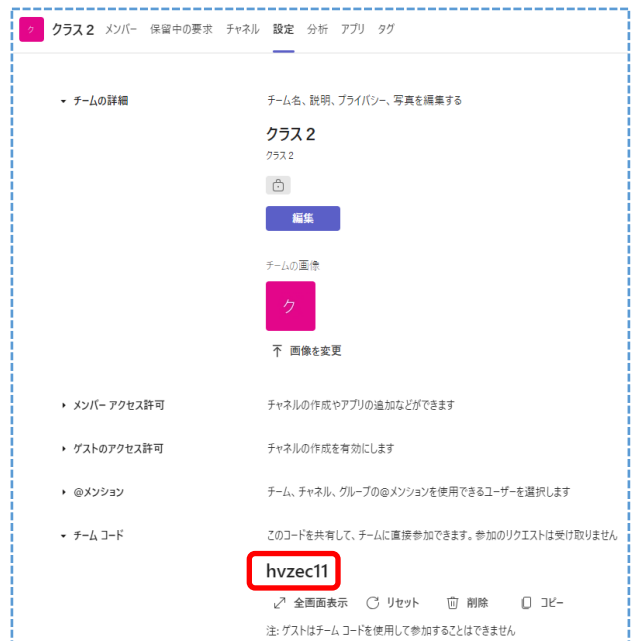 ク クラス 2 メンバー 保留中の要求 チャネル 設定 分析 アプリ タグ
チームの詳細 チーム名、説明、プライバシー、写真を編集する
クラス 2
クラス 2
編集
チームの画像
ク
画像を変更
メンバー アクセス許可 チャネルの作成やアプリの追加などができます
ゲストのアクセス許可 チャネルの作成を有効にします
@メンション チーム、チャネル、グループの@メンションを使用できるユーザーを選択します
チーム コード このコードを共有して、チームに直接参加できます。参加のリクエストは受け取りません
hvzec11
全画面表示 リセット 削除 コピー
注: ゲストはチーム コードを使用して参加することはできません